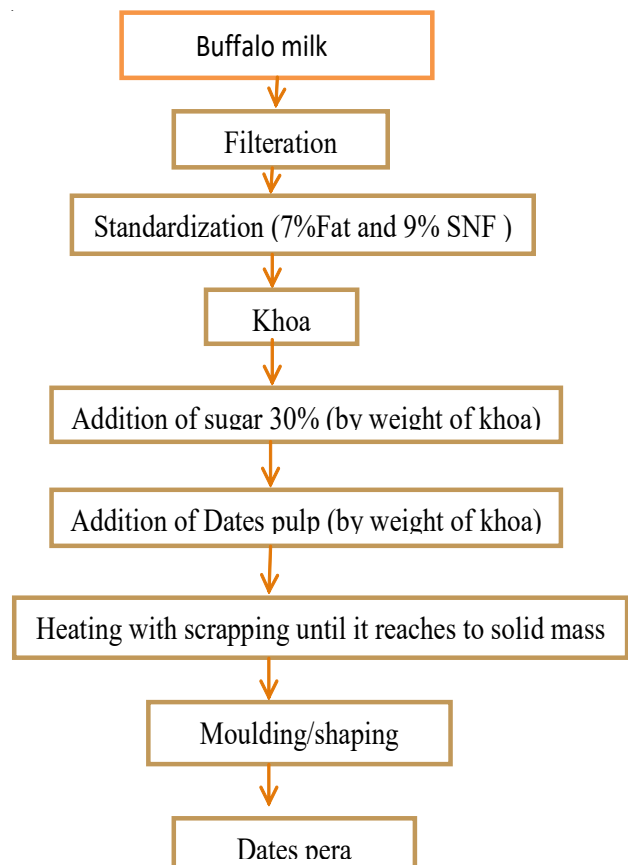 Buffalo milk
Filteration
Standardization (7%Fat and 9% SNF )
Khoa
Addition of sugar 30% (by weight of khoa)
Addition of Dates pulp (by weight of khoa)
Heating with scrapping until it reaches to solid mass
Moulding/shaping
Dates pera